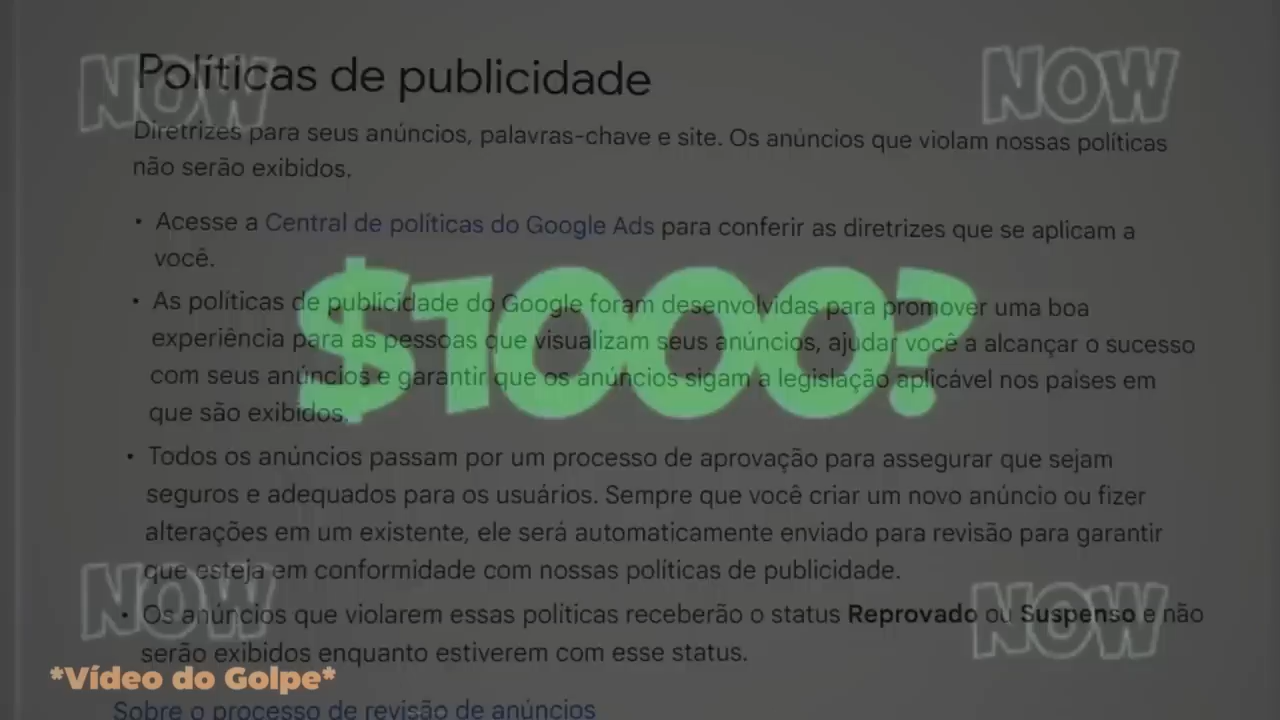 NOW
NOW
Políticas de publicidade
Diretrizes para seus anúncios, palavras-chave e site. Os anúncios que violam nossas políticas
não serão exibidos.
• Acesse a Central de políticas do Google Ads para conferir as diretrizes que se aplicam a
você.
$1000?
• As políticas de publicidade do Google foram desenvolvidas para promover uma boa
experiência para as pessoas que visualizam seus anúncios, ajudar você a alcançar o sucesso
com seus anúncios e garantir que os anúncios sigam a legislação aplicável nos países em
que são exibidos.
• Todos os anúncios passam por um processo de aprovação para assegurar que sejam
seguros e adequados para os usuários. Sempre que você criar um novo anúncio ou fizer
alterações em um existente, ele será automaticamente enviado para revisão para garantir
que esteja em conformidade com nossas políticas de publicidade.
NOW
NOW
• Os anúncios que violarem essas políticas receberão o status Reprovado ou Suspenso e não
serão exibidos enquanto estiverem com esse status.
*Vídeo do Golpe*
Sobre o processo de revisão de anúncios